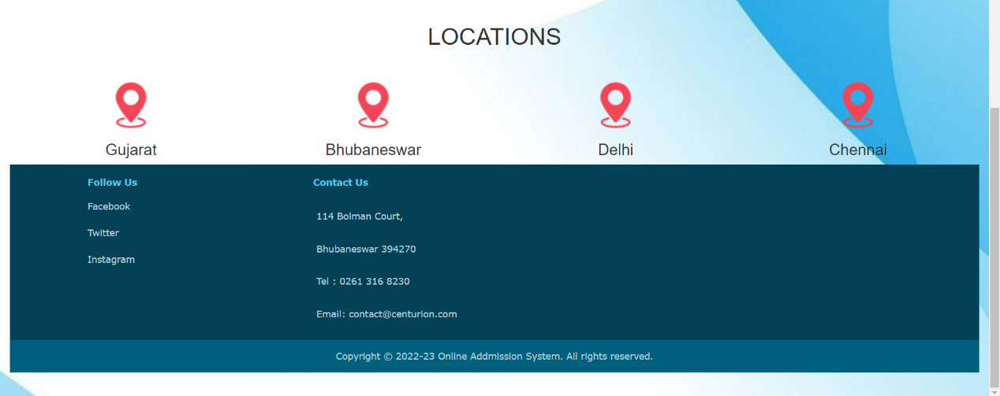 LOCATIONS
Gujarat
Bhubaneswar
Delhi
Chennai
Follow Us
Facebook
Twitter
Instagram
Contact Us
114 Bolman Court,
Bhubaneswar 394270
Tel : 0261 316 8230
Email: contact@centurion.com
Copyright © 2022-23 Online Addmission System. All rights reserved.